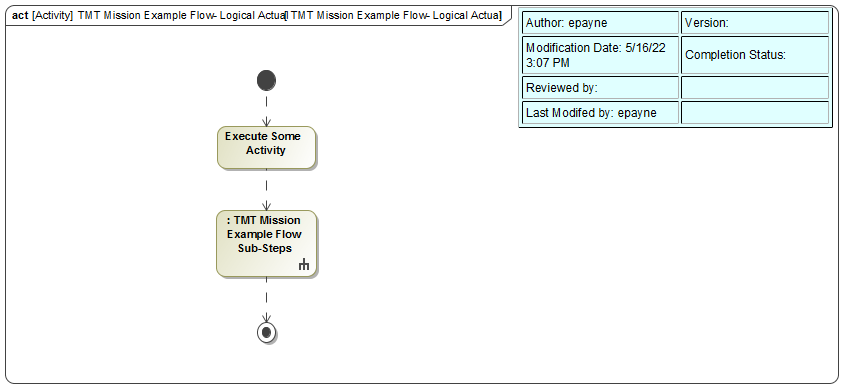 act [Activity] TMT Mission Example Flow- Logical Actual[ TMT Mission Example Flow- Logical Actual]
Author: epayne
Version:
Modification Date: 5/16/22
3:07 PM
Completion Status:
Reviewed by:
Last Modifed by: epayne
Execute Some
Activity
: TMT Mission
Example Flow
Sub-Steps